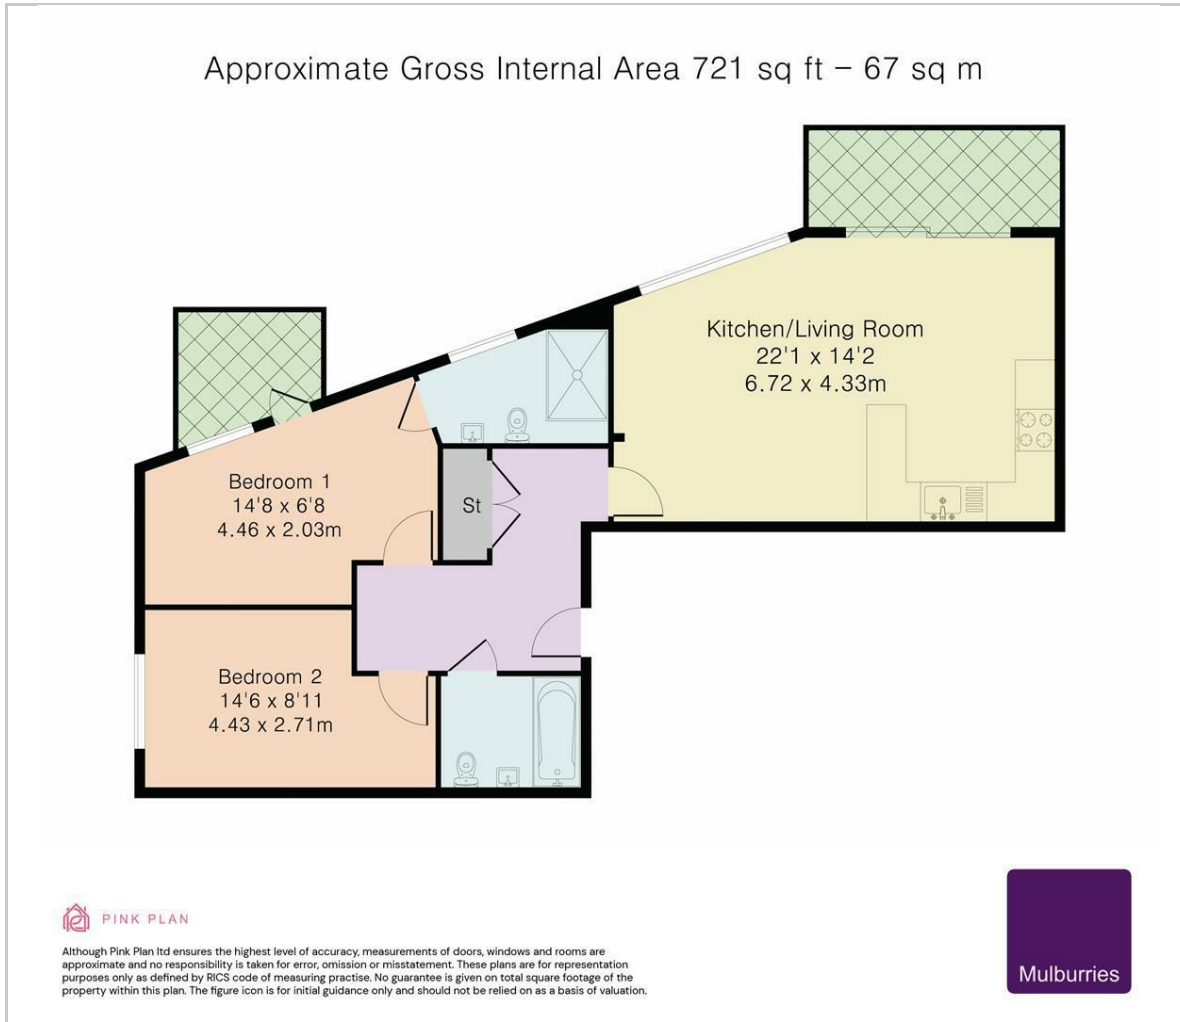 Approximate Gross Internal Area 721 sq ft – 67 sq m
Kitchen/Living Room
22'1 x 14'2
6.72 x 4.33m
Bedroom 1
14'8 x 6'8
4.46 x 2.03m
St
Bedroom 2
14'6 x 8'11
4.43 x 2.71m
PINK PLAN
Although Pink Plan ltd ensures the highest level of accuracy, measurements of doors, windows and rooms are
approximate and no responsibility is taken for error, omission or misstatement. These plans are for representation
purposes only as defined by RICS code of measuring practise. No guarantee is given on total square footage of the
property within this plan. The figure icon is for initial guidance only and should not be relied on as a basis of valuation.
Mulburries